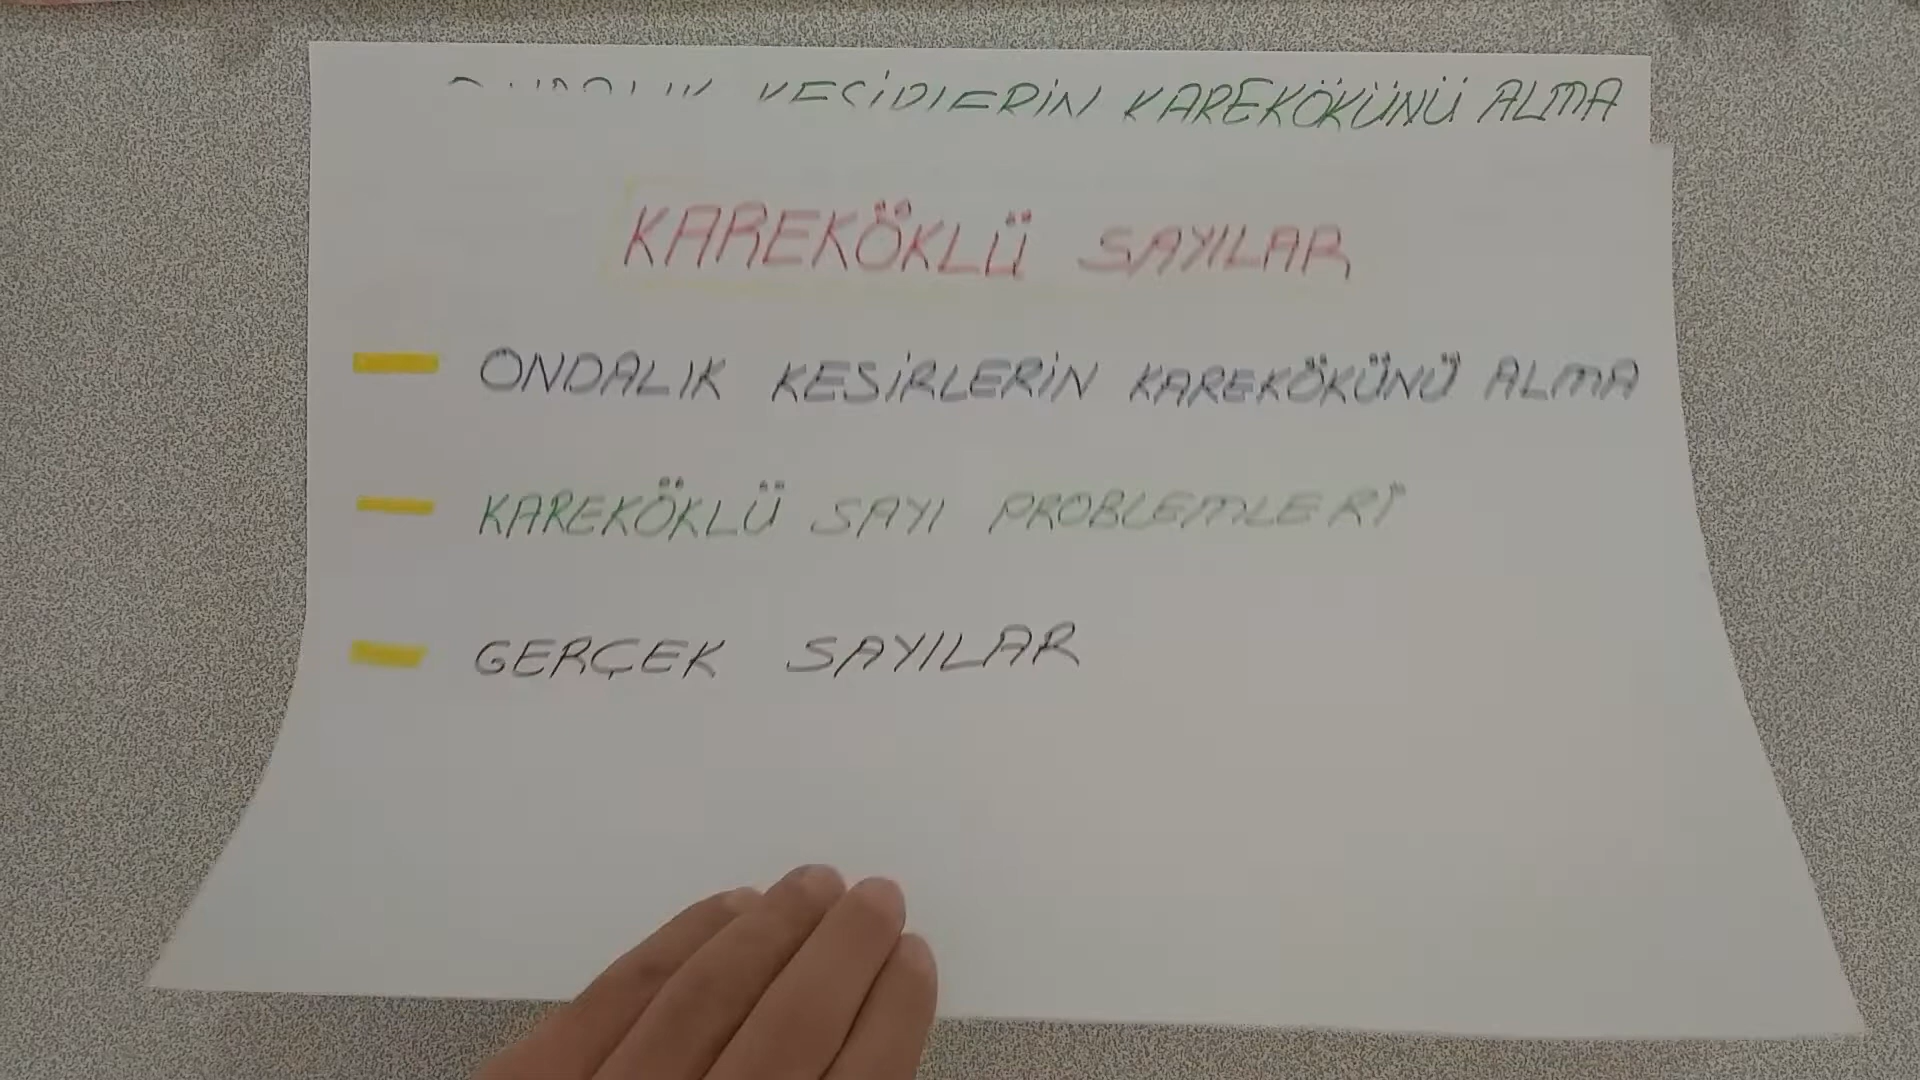 KESİRLERİN KAREKÖKÜNÜ ALMA
KAREKÖKLÜ SAYILAR
ONDALIK KESİRLERİN KAREKÖKÜNÜ ALMA
KAREKÖKLÜ SAYI PROBLEMLERİ
GERÇEK SAYILAR